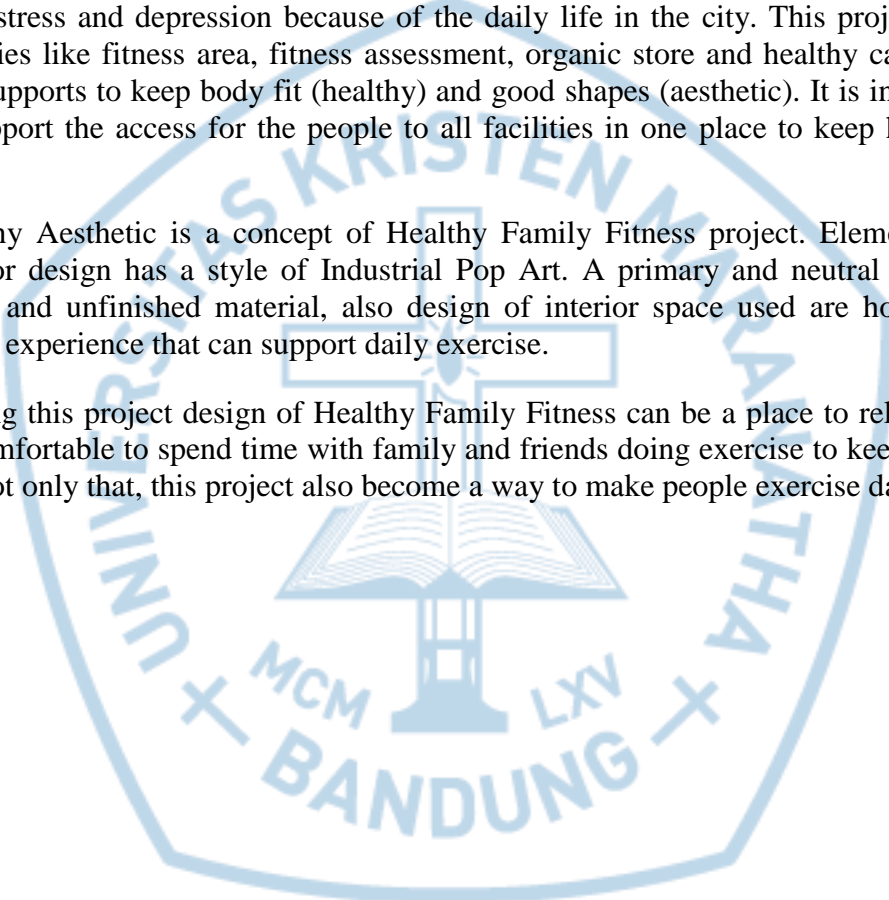 stress and depression because of the daily life in the city. This proj
ies like fitness area, fitness assessment, organic store and healthy ca
upports to keep body fit (healthy) and good shapes (aesthetic). It is in
port the access for the people to all facilities in one place to keep
ny Aesthetic is a concept of Healthy Family Fitness project. Eleme
or design has a style of Industrial Pop Art. A primary and neutral
and unfinished material, also design of interior space used are ho
experience that can support daily exercise.
g this project design of Healthy Family Fitness can be a place to rel
mfortable to spend time with family and friends doing exercise to kee
ot only that, this project also become a way to make people exercise da
UNIVERSITAS KRISTEN MARANATHA
MCM LXV
BANDUNG